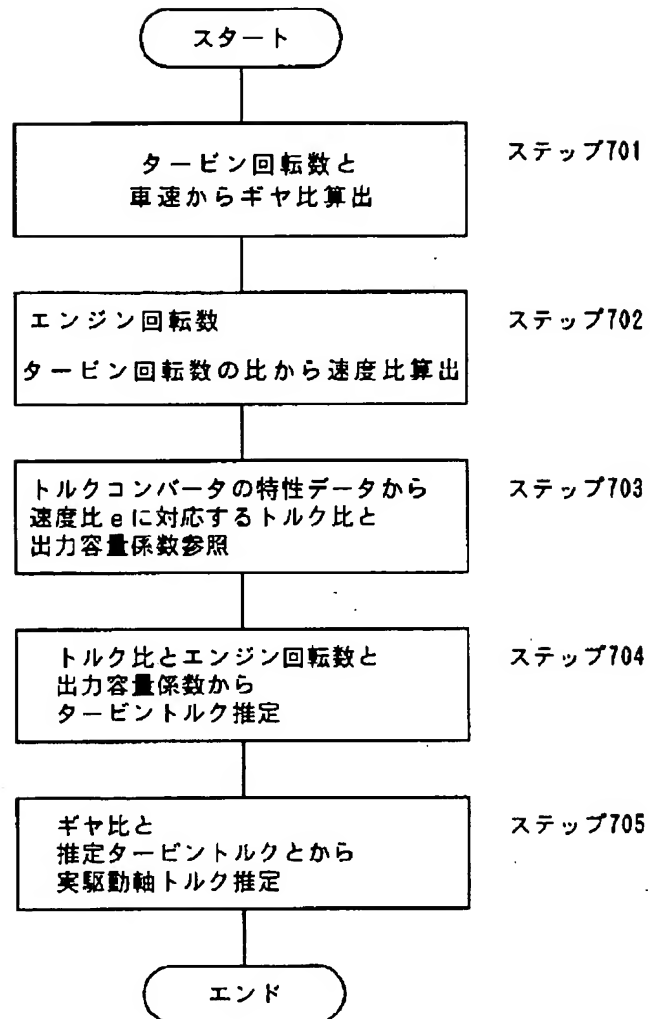 スタート
タービン回転数と
車速からギヤ比算出
ステップ701
エンジン回転数
タービン回転数の比から速度比算出
ステップ702
トルクコンバータの特性データから
速度比eに対応するトルク比と
出力容量係数参照
ステップ703
トルク比とエンジン回転数と
出力容量係数から
タービントルク推定
ステップ704
ギヤ比と
推定タービントルクとから
実駆動軸トルク推定
ステップ705
エンド